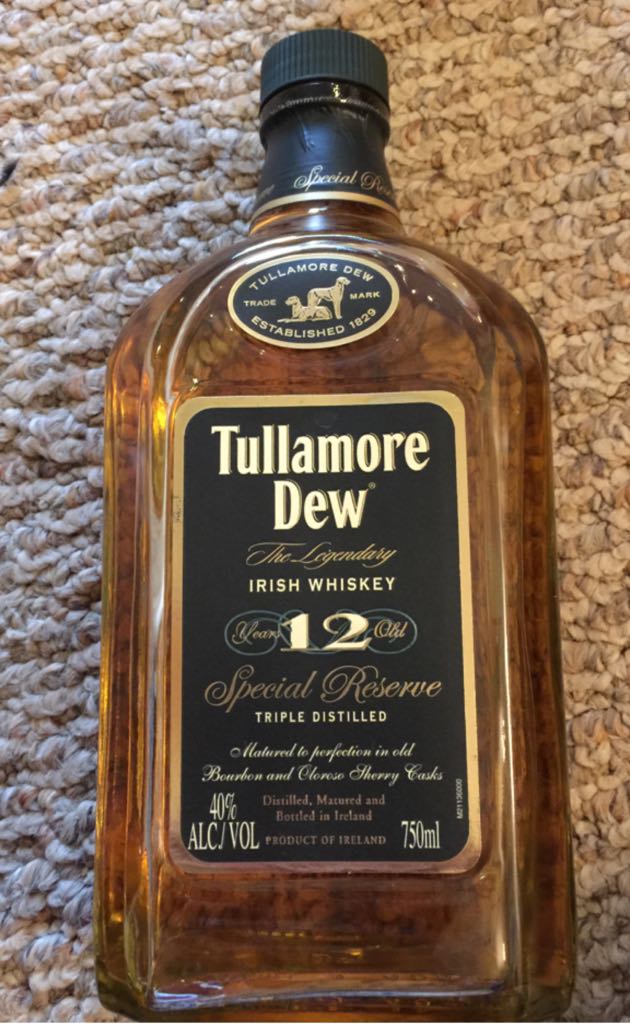 Special Res
TULLAMORE DEW
TRADE MARK
ESTABLISHED 1829
Tullamore
Dew®
The Legendary
IRISH WHISKEY
Years 12 Old
Special Reserve
TRIPLE DISTILLED
Matured to perfection in old
Bourbon and Oloroso Sherry Casks
40%
ALC./VOL
Distilled, Matured and
Bottled in Ireland
PRODUCT OF IRELAND
750ml
M21136000